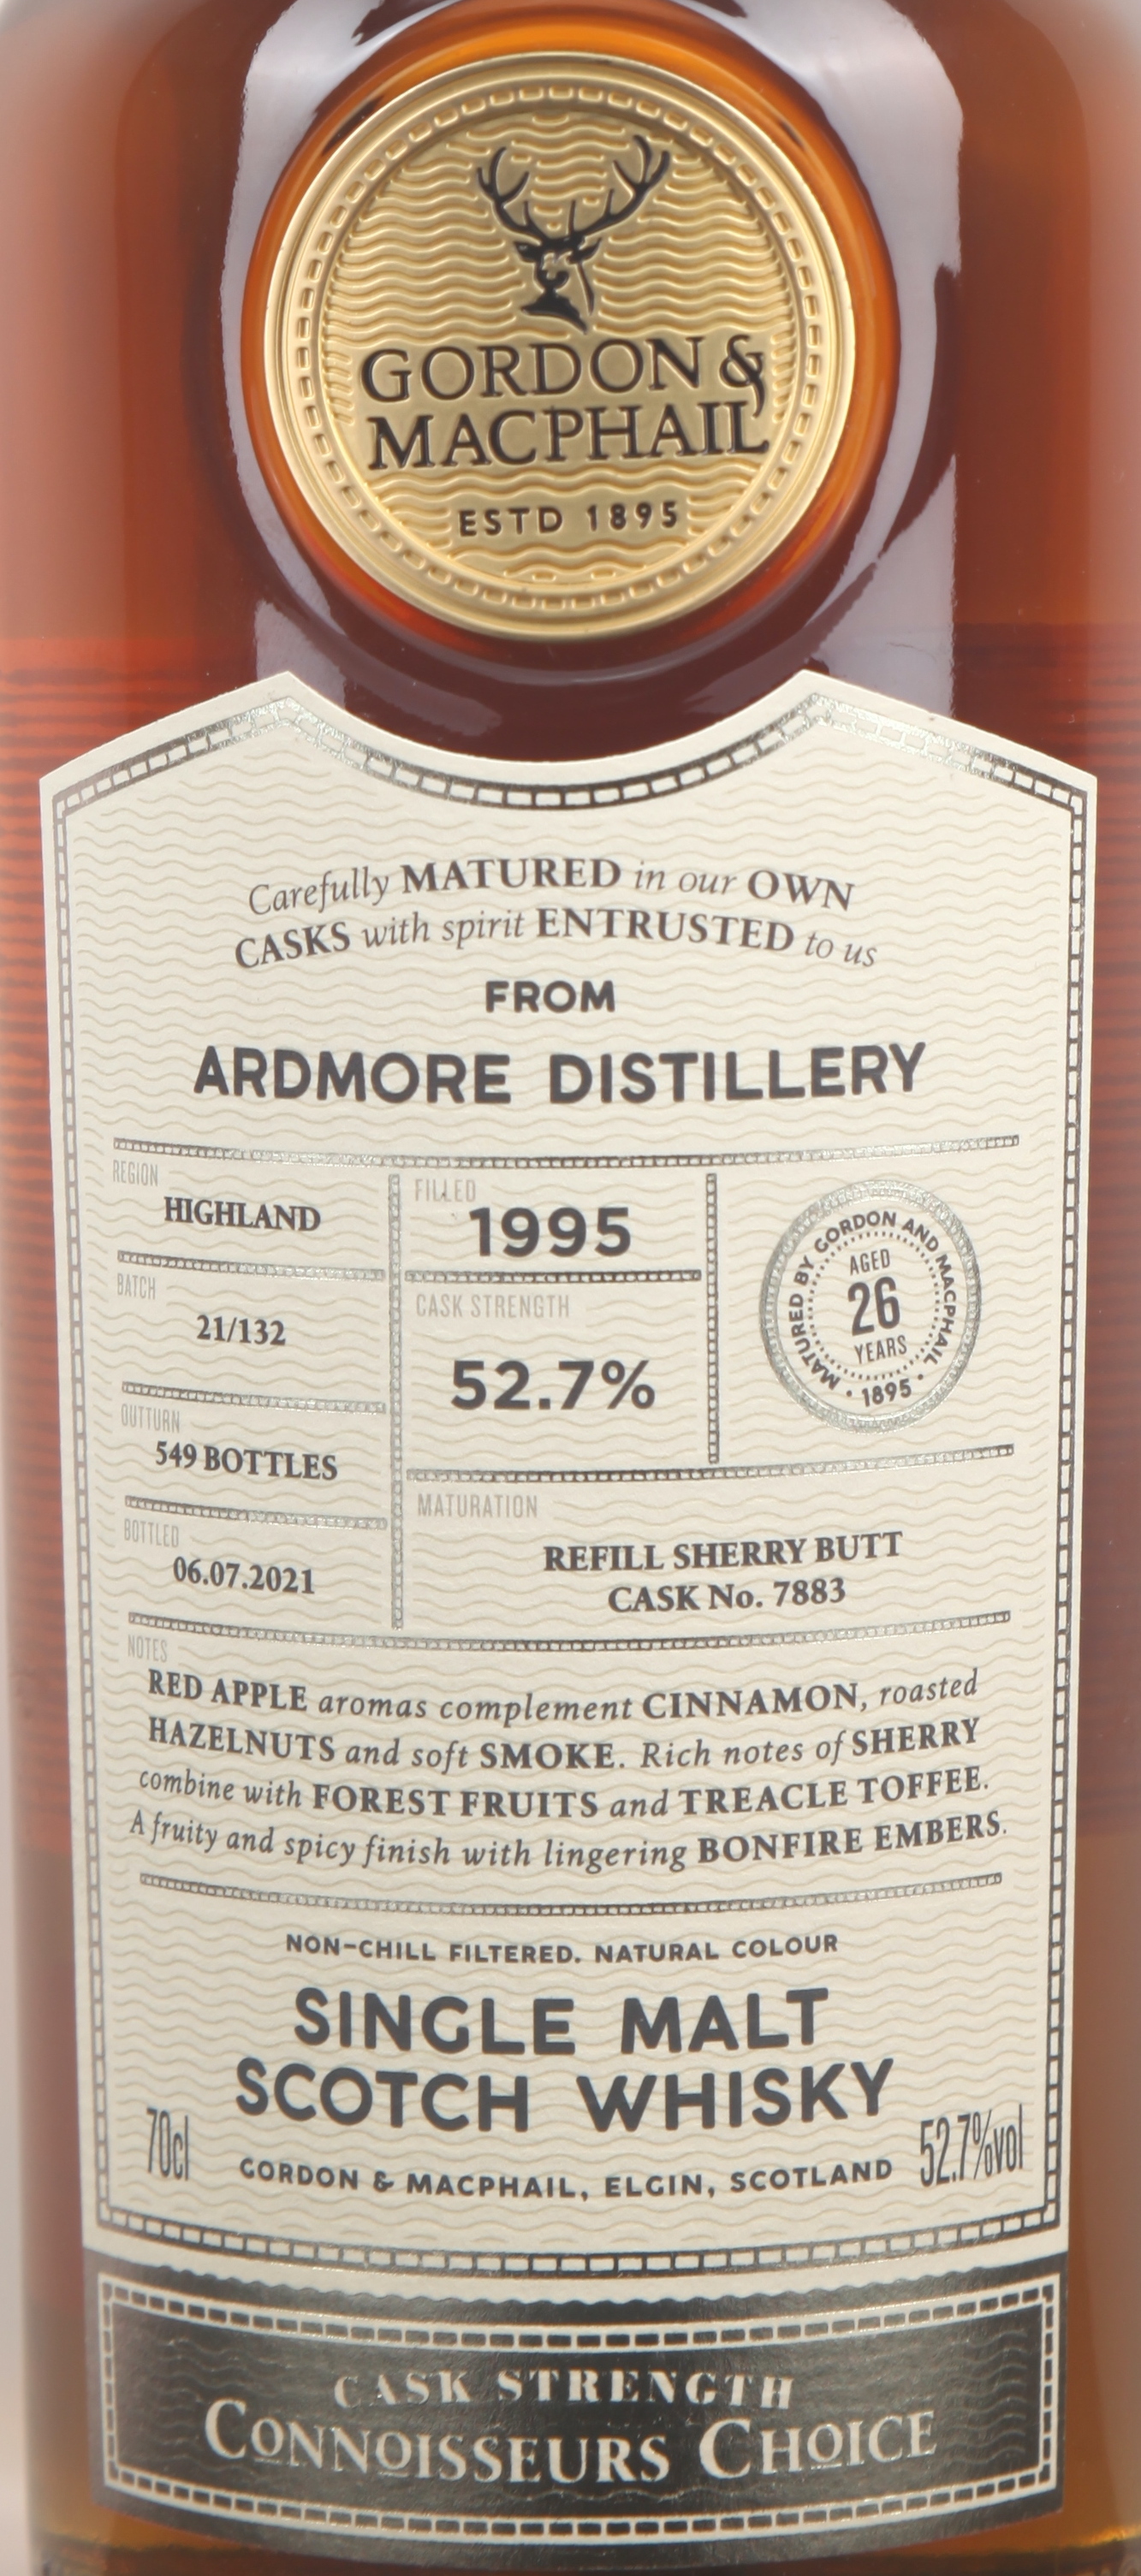 GORDON &
MACPHAIL
ESTD 1895
Carefully MATURED in our OWN
CASKS with spirit ENTRUSTED to us
FROM
ARDMORE DISTILLERY
REGION
HIGHLAND
BATCH
21/132
OUTTURN
549 BOTTLES
BOTTLED
06.07.2021
FILLED
1995
CASK STRENGTH
52.7%
MATURED BY GORDON AND MACPHAIL
AGED
26
YEARS
• 1895 •
MATURATION
REFILL SHERRY BUTT
CASK No. 7883
NOTES
RED APPLE aromas complement CINNAMON, roasted
HAZELNUTS and soft SMOKE. Rich notes of SHERRY
combine with FOREST FRUITS and TREACLE TOFFEE.
A fruity and spicy finish with lingering BONFIRE EMBERS.
NON-CHILL FILTERED. NATURAL COLOUR
SINGLE MALT
SCOTCH WHISKY
70cl
GORDON & MACPHAIL, ELGIN, SCOTLAND
52.7%vol
CASK STRENGTH
CONNOISSEURS CHOICE